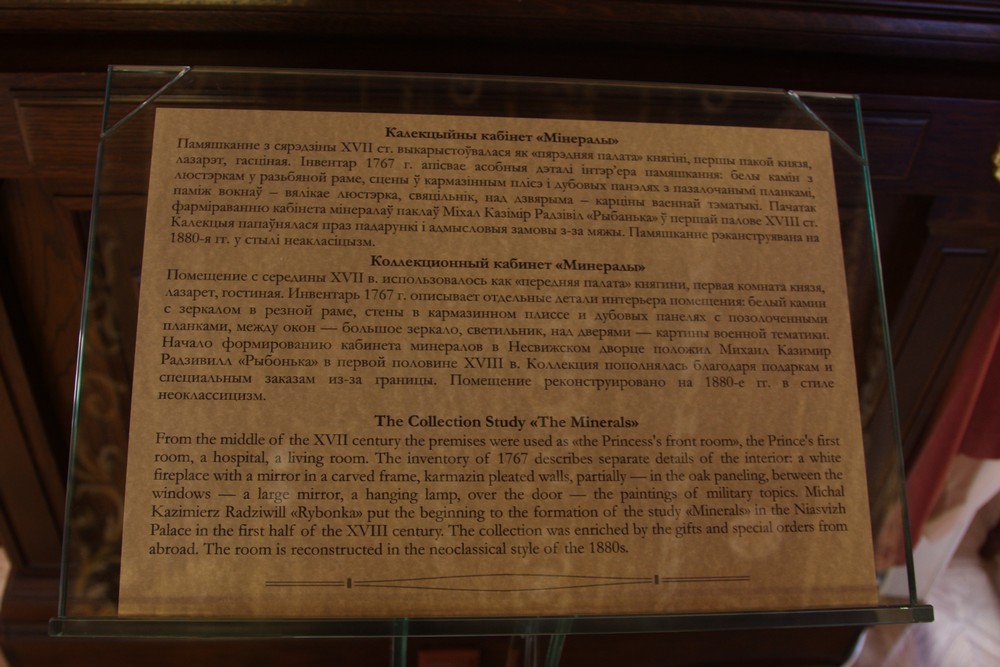 Калекцыйны кабінет «Мінералы»
Памяшканне з сярэдзіны XVII ст. выкарыстоўвалася як «пярэдняя палата» княгіні, першы пакой князя,
лазарэт, гасціная. Інвентар 1767 г. апісвае асобныя дэталі інтэр'ера памяшкання: белы камін з
люстэркам у разьбяной раме, сцены ў кармазінным плісэ і дубовых панэлях з пазалочанымі планкамі,
паміж вокнаў – вялікае люстэрка, свяцільнік, над дзвярыма – карціны ваеннай тэматыкі. Пачатак
фарміраванню кабінета мінералаў паклаў Міхал Казімір Радзівіл «Рыбанька» ў першай палове XVIII ст.
Калекцыя папаўнялася праз падарункі і адмысловыя замовы з-за мяжы. Памяшканне рэканструявана на
1880-я гг. у стылі неакласіцызм.
Коллекционный кабинет «Минералы»
Помещение с середины XVII в. использовалось как «передняя палата» княгини, первая комната князя,
лазарет, гостиная. Инвентарь 1767 г. описывает отдельные детали интерьера помещения: белый камин
с зеркалом в резной раме, стены в кармазинном плиссе и дубовых панелях с позолоченными
планками, между окон — большое зеркало, светильник, над дверями — картины военной тематики.
Начало формированию кабинета минералов в Несвижском дворце положил Михаил Казимир
Радзивилл «Рыбонька» в первой половине XVIII в. Коллекция пополнялась благодаря подаркам и
специальным заказам из-за границы. Помещение реконструировано на 1880-е гг. в стиле
неоклассицизм.
The Collection Study «The Minerals»
From the middle of the XVII century the premises were used as «the Princess's front room», the Prince's first
room, a hospital, a living room. The inventory of 1767 describes separate details of the interior: a white
fireplace with a mirror in a carved frame, karmazin pleated walls, partially — in the oak paneling, between the
windows — a large mirror, a hanging lamp, over the door — the paintings of military topics. Michal
Kazimierz Radziwill «Rybonka» put the beginning to the formation of the study «Minerals» in the Niasvizh
Palace in the first half of the XVIII century. The collection was enriched by the gifts and special orders from
abroad. The room is reconstructed in the neoclassical style of the 1880s.